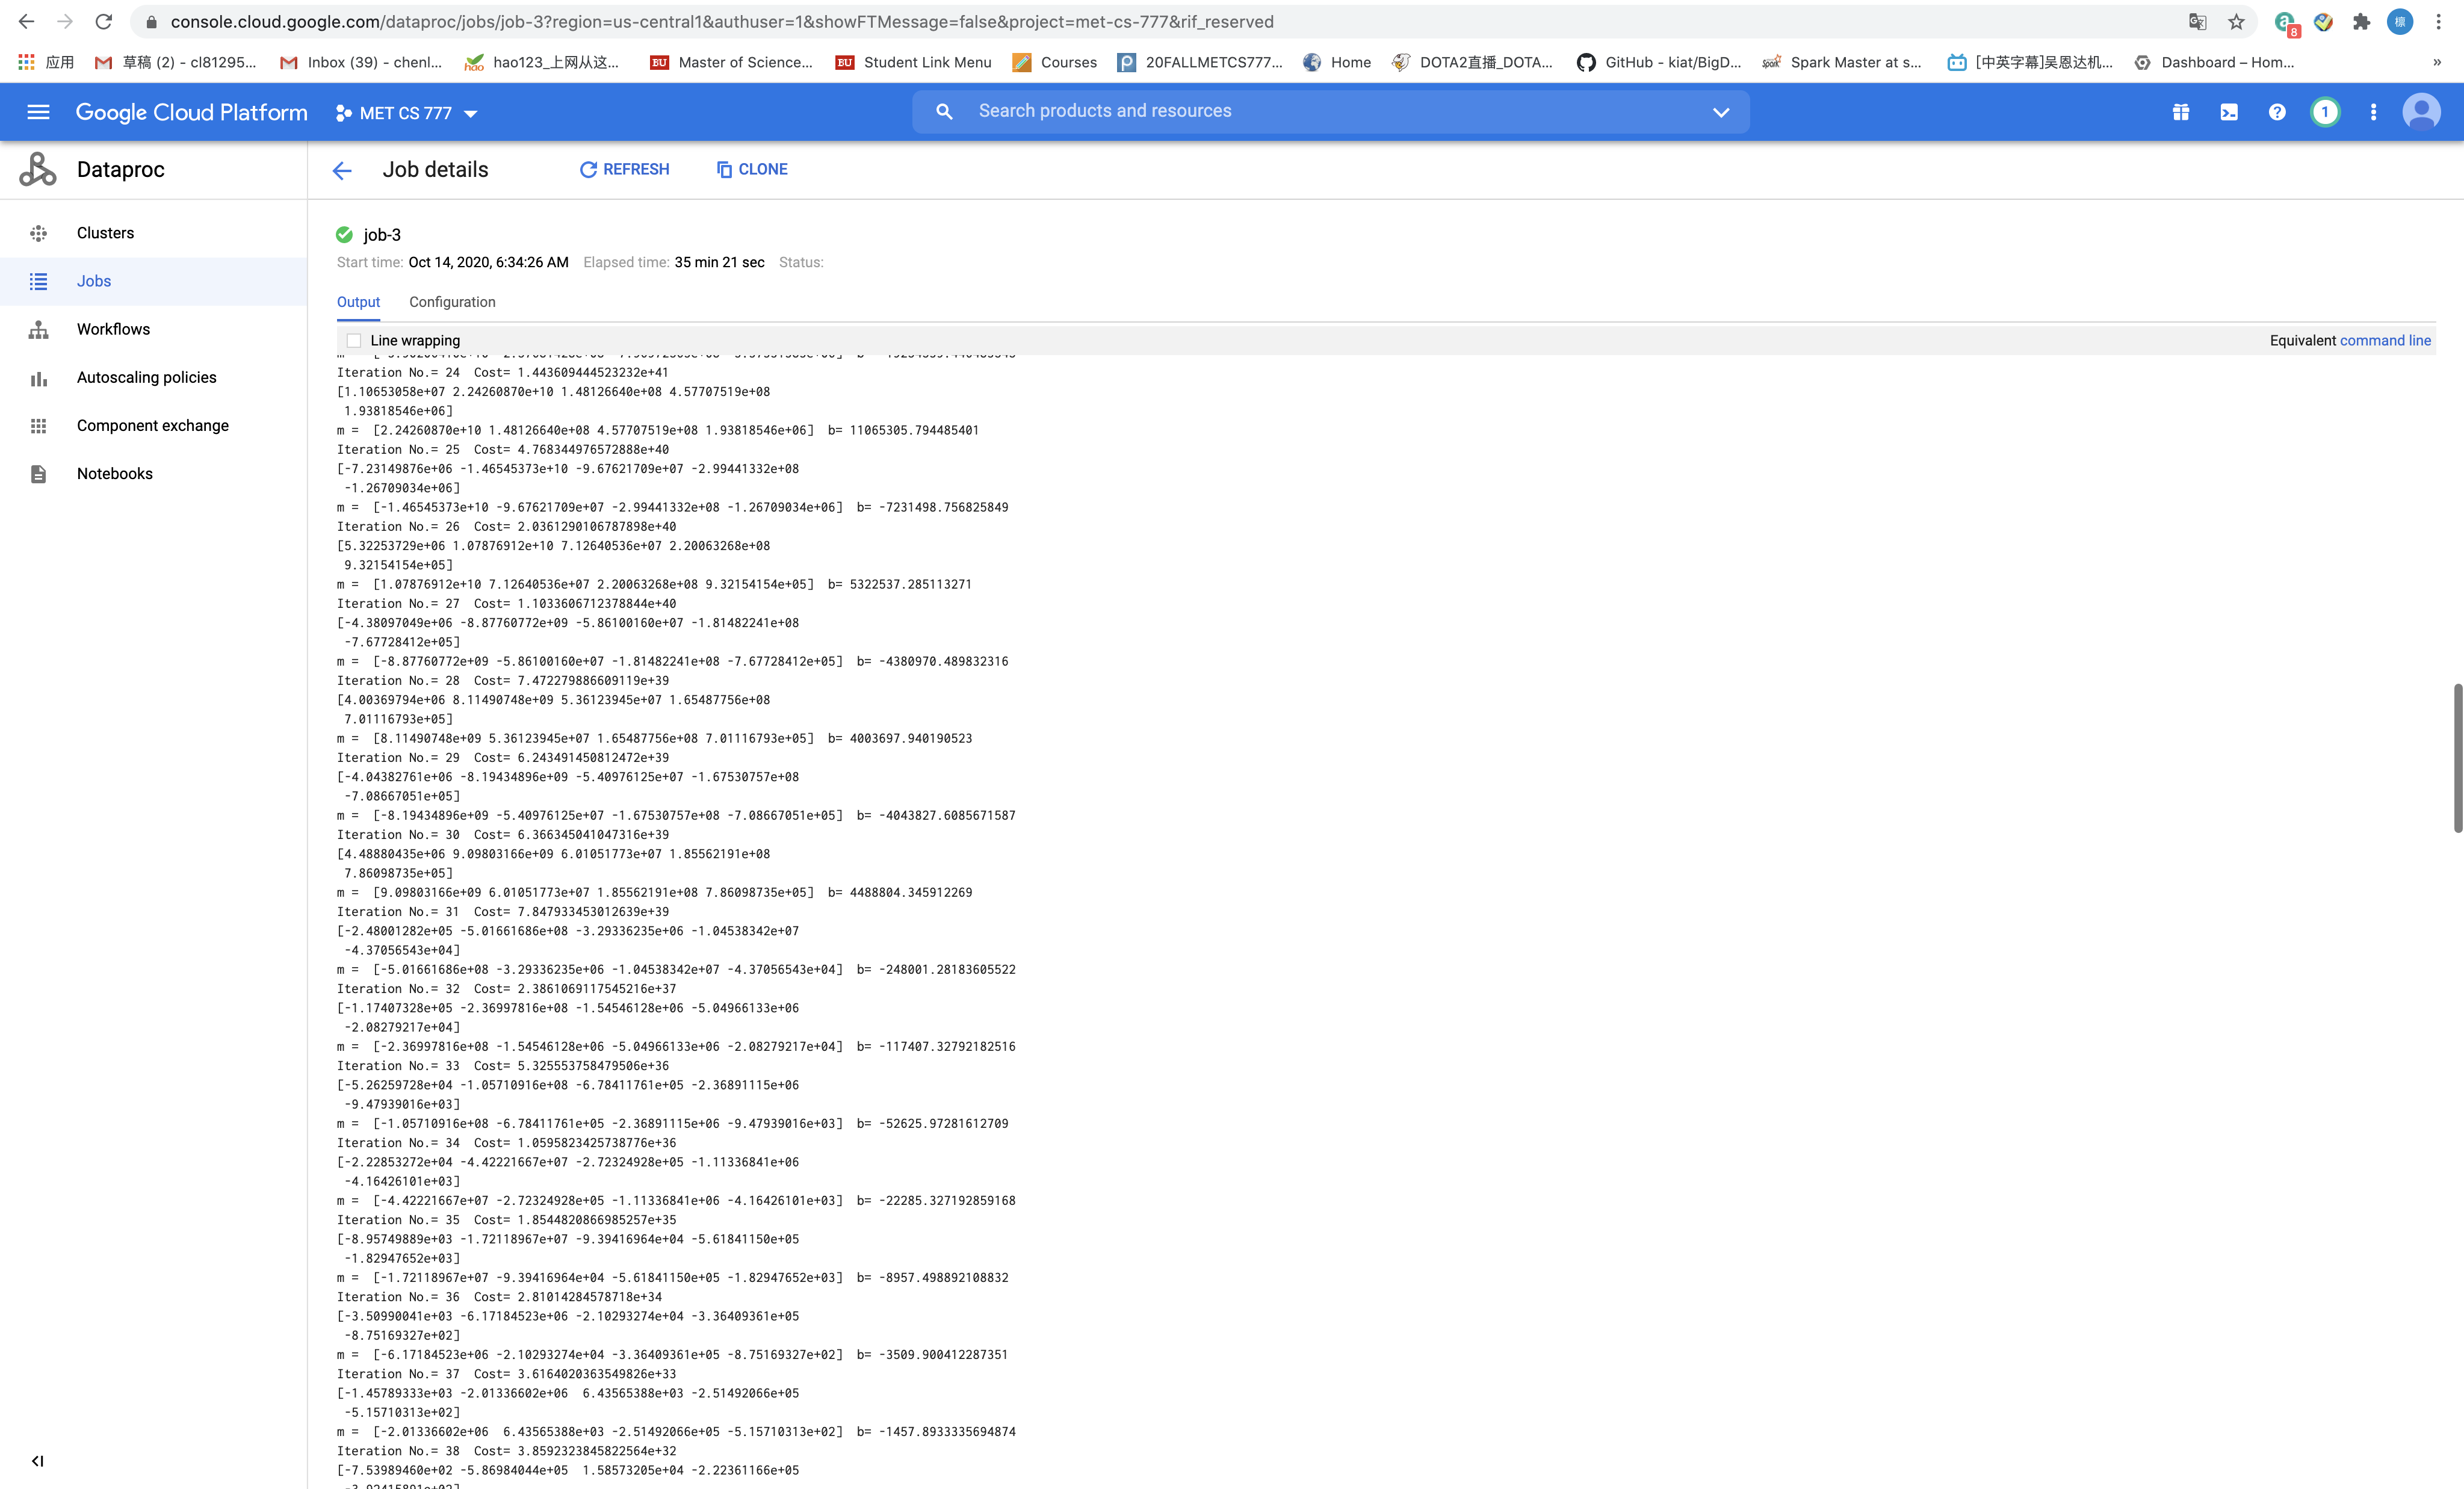 console.cloud.google.com/dataproc/jobs/job-3?region=us-central1&authuser=1&showFTMessage=false&project=met-cs-777&rif_reserved
8
檩
应用 草稿 (2) - cl81295... Inbox (39) - chenl... hao hao123_上网从这... BU Master of Science... BU Student Link Menu Courses 20FALLMETCS777... Home DOTA2直播_DOTA... GitHub - kiat/BigD... Spark Master at s... [中英字幕]吴恩达机... Dashboard – Hom... »
Google Cloud Platform MET CS 777 Search products and resources 1
Dataproc Job details REFRESH CLONE
Clusters
Jobs
Workflows
Autoscaling policies
Component exchange
Notebooks
job-3
Start time: Oct 14, 2020, 6:34:26 AM Elapsed time: 35 min 21 sec Status:
Output Configuration
Line wrapping Equivalent command line
Iteration No.= 24 Cost= 1.443609444523232e+41
[1.10653058e+07 2.24260870e+10 1.48126640e+08 4.57707519e+08
1.93818546e+06]
m = [2.24260870e+10 1.48126640e+08 4.57707519e+08 1.93818546e+06] b= 11065305.794485401
Iteration No.= 25 Cost= 4.768344976572888e+40
[-7.23149876e+06 -1.46545373e+10 -9.67621709e+07 -2.99441332e+08
-1.26709034e+06]
m = [-1.46545373e+10 -9.67621709e+07 -2.99441332e+08 -1.26709034e+06] b= -7231498.756825849
Iteration No.= 26 Cost= 2.0361290106787898e+40
[5.32253729e+06 1.07876912e+10 7.12640536e+07 2.20063268e+08
9.32154154e+05]
m = [1.07876912e+10 7.12640536e+07 2.20063268e+08 9.32154154e+05] b= 5322537.285113271
Iteration No.= 27 Cost= 1.1033606712378844e+40
[-4.38097049e+06 -8.87760772e+09 -5.86100160e+07 -1.81482241e+08
-7.67728412e+05]
m = [-8.87760772e+09 -5.86100160e+07 -1.81482241e+08 -7.67728412e+05] b= -4380970.489832316
Iteration No.= 28 Cost= 7.472279886609119e+39
[4.00369794e+06 8.11490748e+09 5.36123945e+07 1.65487756e+08
7.01116793e+05]
m = [8.11490748e+09 5.36123945e+07 1.65487756e+08 7.01116793e+05] b= 4003697.940190523
Iteration No.= 29 Cost= 6.243491450812472e+39
[-4.04382761e+06 -8.19434896e+09 -5.40976125e+07 -1.67530757e+08
-7.08667051e+05]
m = [-8.19434896e+09 -5.40976125e+07 -1.67530757e+08 -7.08667051e+05] b= -4043827.6085671587
Iteration No.= 30 Cost= 6.366345041047316e+39
[4.48880435e+06 9.09803166e+09 6.01051773e+07 1.85562191e+08
7.86098735e+05]
m = [9.09803166e+09 6.01051773e+07 1.85562191e+08 7.86098735e+05] b= 4488804.345912269
Iteration No.= 31 Cost= 7.847933453012639e+39
[-2.48001282e+05 -5.01661686e+08 -3.29336235e+06 -1.04538342e+07
-4.37056543e+04]
m = [-5.01661686e+08 -3.29336235e+06 -1.04538342e+07 -4.37056543e+04] b= -248001.28183605522
Iteration No.= 32 Cost= 2.3861069117545216e+37
[-1.17407328e+05 -2.36997816e+08 -1.54546128e+06 -5.04966133e+06
-2.08279217e+04]
m = [-2.36997816e+08 -1.54546128e+06 -5.04966133e+06 -2.08279217e+04] b= -117407.32792182516
Iteration No.= 33 Cost= 5.325553758479506e+36
[-5.26259728e+04 -1.05710916e+08 -6.78411761e+05 -2.36891115e+06
-9.47939016e+03]
m = [-1.05710916e+08 -6.78411761e+05 -2.36891115e+06 -9.47939016e+03] b= -52625.97281612709
Iteration No.= 34 Cost= 1.0595823425738776e+36
[-2.22853272e+04 -4.42221667e+07 -2.72324928e+05 -1.11336841e+06
-4.16426101e+03]
m = [-4.42221667e+07 -2.72324928e+05 -1.11336841e+06 -4.16426101e+03] b= -22285.327192859168
Iteration No.= 35 Cost= 1.8544820866985257e+35
[-8.95749889e+03 -1.72118967e+07 -9.39416964e+04 -5.61841150e+05
-1.82947652e+03]
m = [-1.72118967e+07 -9.39416964e+04 -5.61841150e+05 -1.82947652e+03] b= -8957.498892108832
Iteration No.= 36 Cost= 2.81014284578718e+34
[-3.50990041e+03 -6.17184523e+06 -2.10293274e+04 -3.36409361e+05
-8.75169327e+02]
m = [-6.17184523e+06 -2.10293274e+04 -3.36409361e+05 -8.75169327e+02] b= -3509.900412287351
Iteration No.= 37 Cost= 3.6164020363549826e+33
[-1.45789333e+03 -2.01336602e+06 6.43565388e+03 -2.51492066e+05
-5.15710313e+02]
m = [-2.01336602e+06 6.43565388e+03 -2.51492066e+05 -5.15710313e+02] b= -1457.8933335694874
Iteration No.= 38 Cost= 3.8592323845822564e+32
[-7.53989460e+02 -5.86984044e+05 1.58573205e+04 -2.22361166e+05